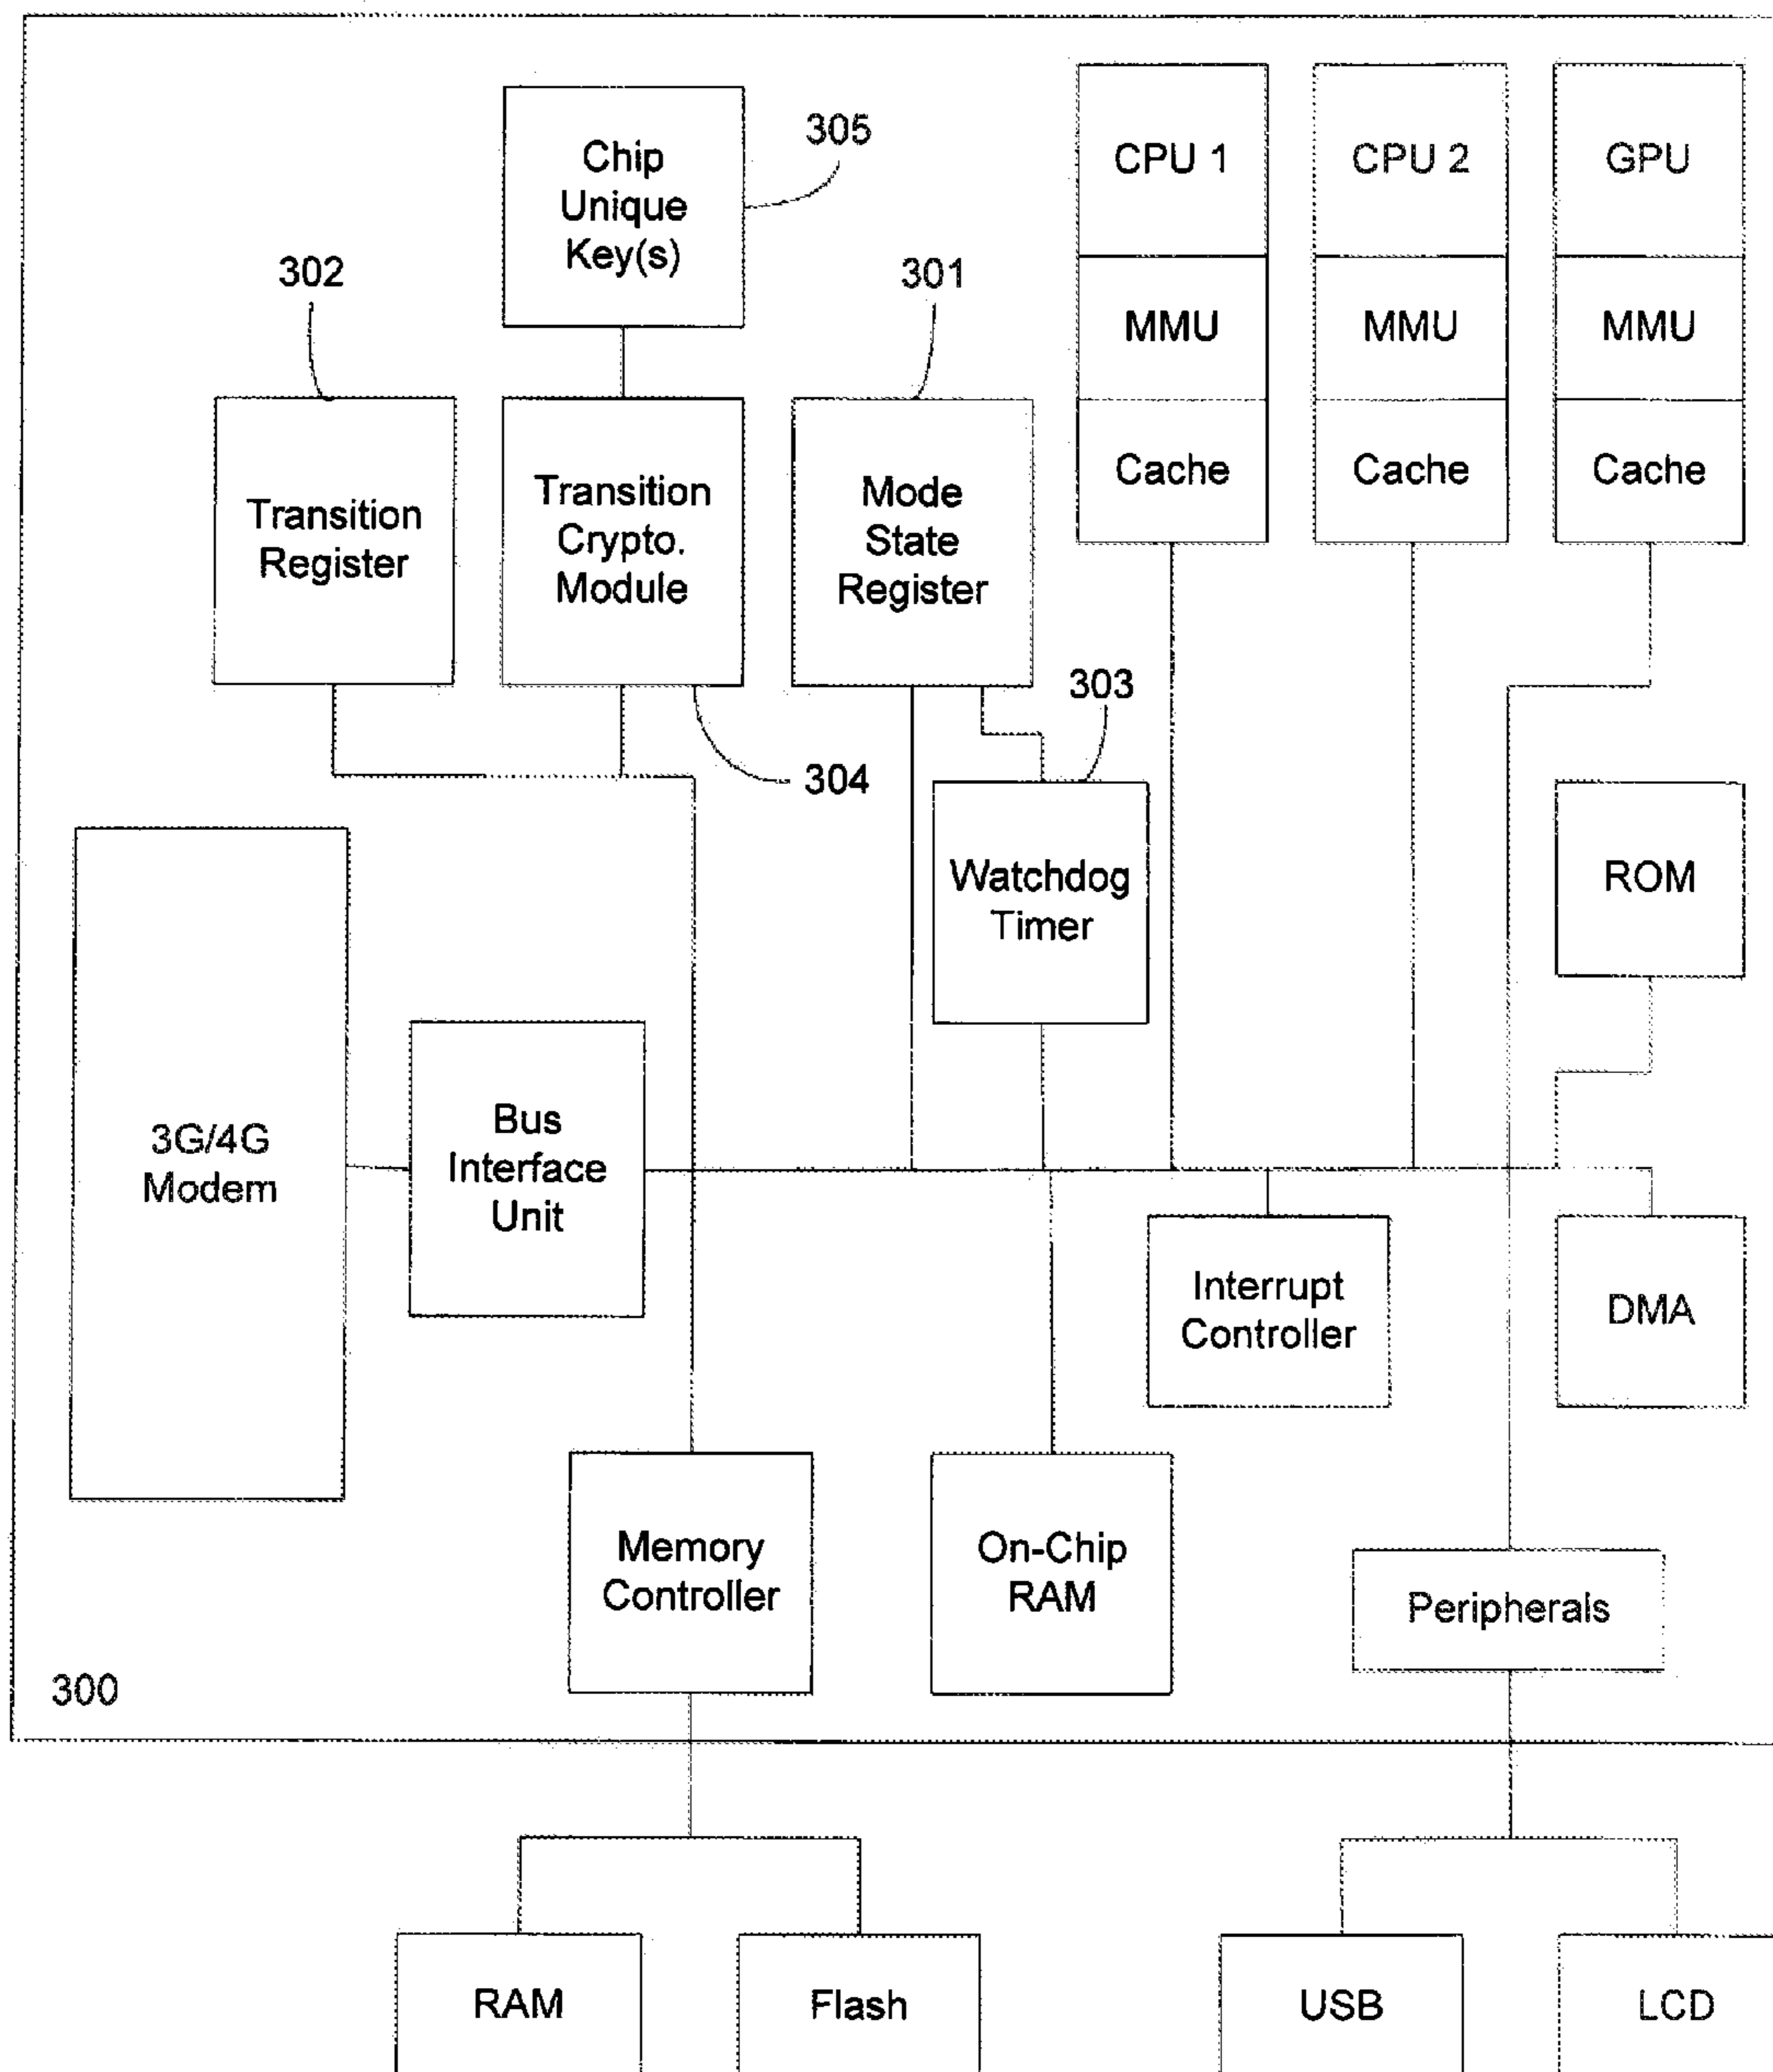 305
Chip
Unique
Key(s)
CPU 1
CPU 2
GPU
302
301
MMU
MMU
MMU
Transition
Register
Transition
Crypto.
Module
Mode
State
Register
Cache
Cache
Cache
303
304
Watchdog
Timer
ROM
3G/4G
Modem
Bus
Interface
Unit
Interrupt
Controller
DMA
Memory
Controller
On-Chip
RAM
Peripherals
300
RAM
Flash
USB
LCD